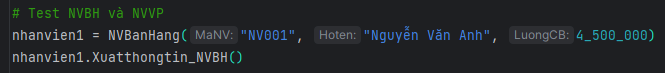 # Test NVBH và NVVP
nhanvien1 = NVBanHang( MaNV: "NV001", Hoten: "Nguyễn Văn Anh", LuongCB: 4_500_000)
nhanvien1.Xuatthongtin_NVBH()